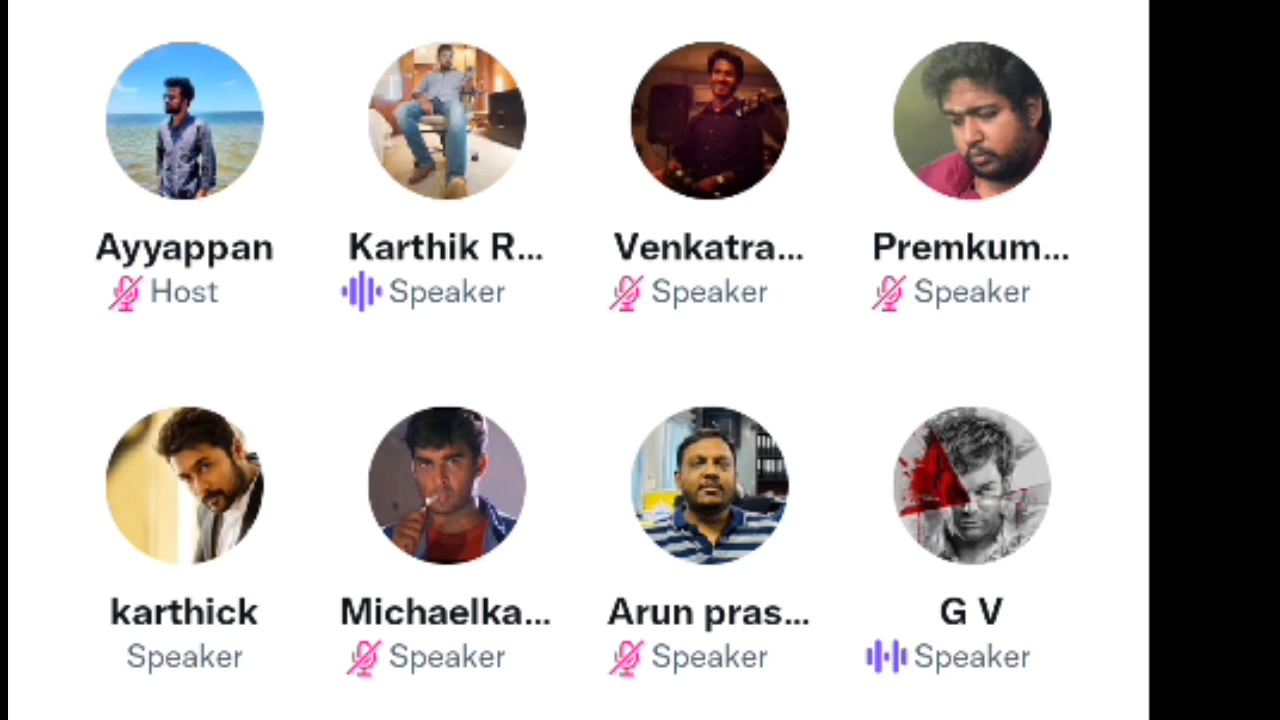 Ayyappan Karthik R... Venkatra... Premkum...
Host Speaker Speaker Speaker
karthick Michaelka... Arun pras... G V
Speaker Speaker Speaker Speaker